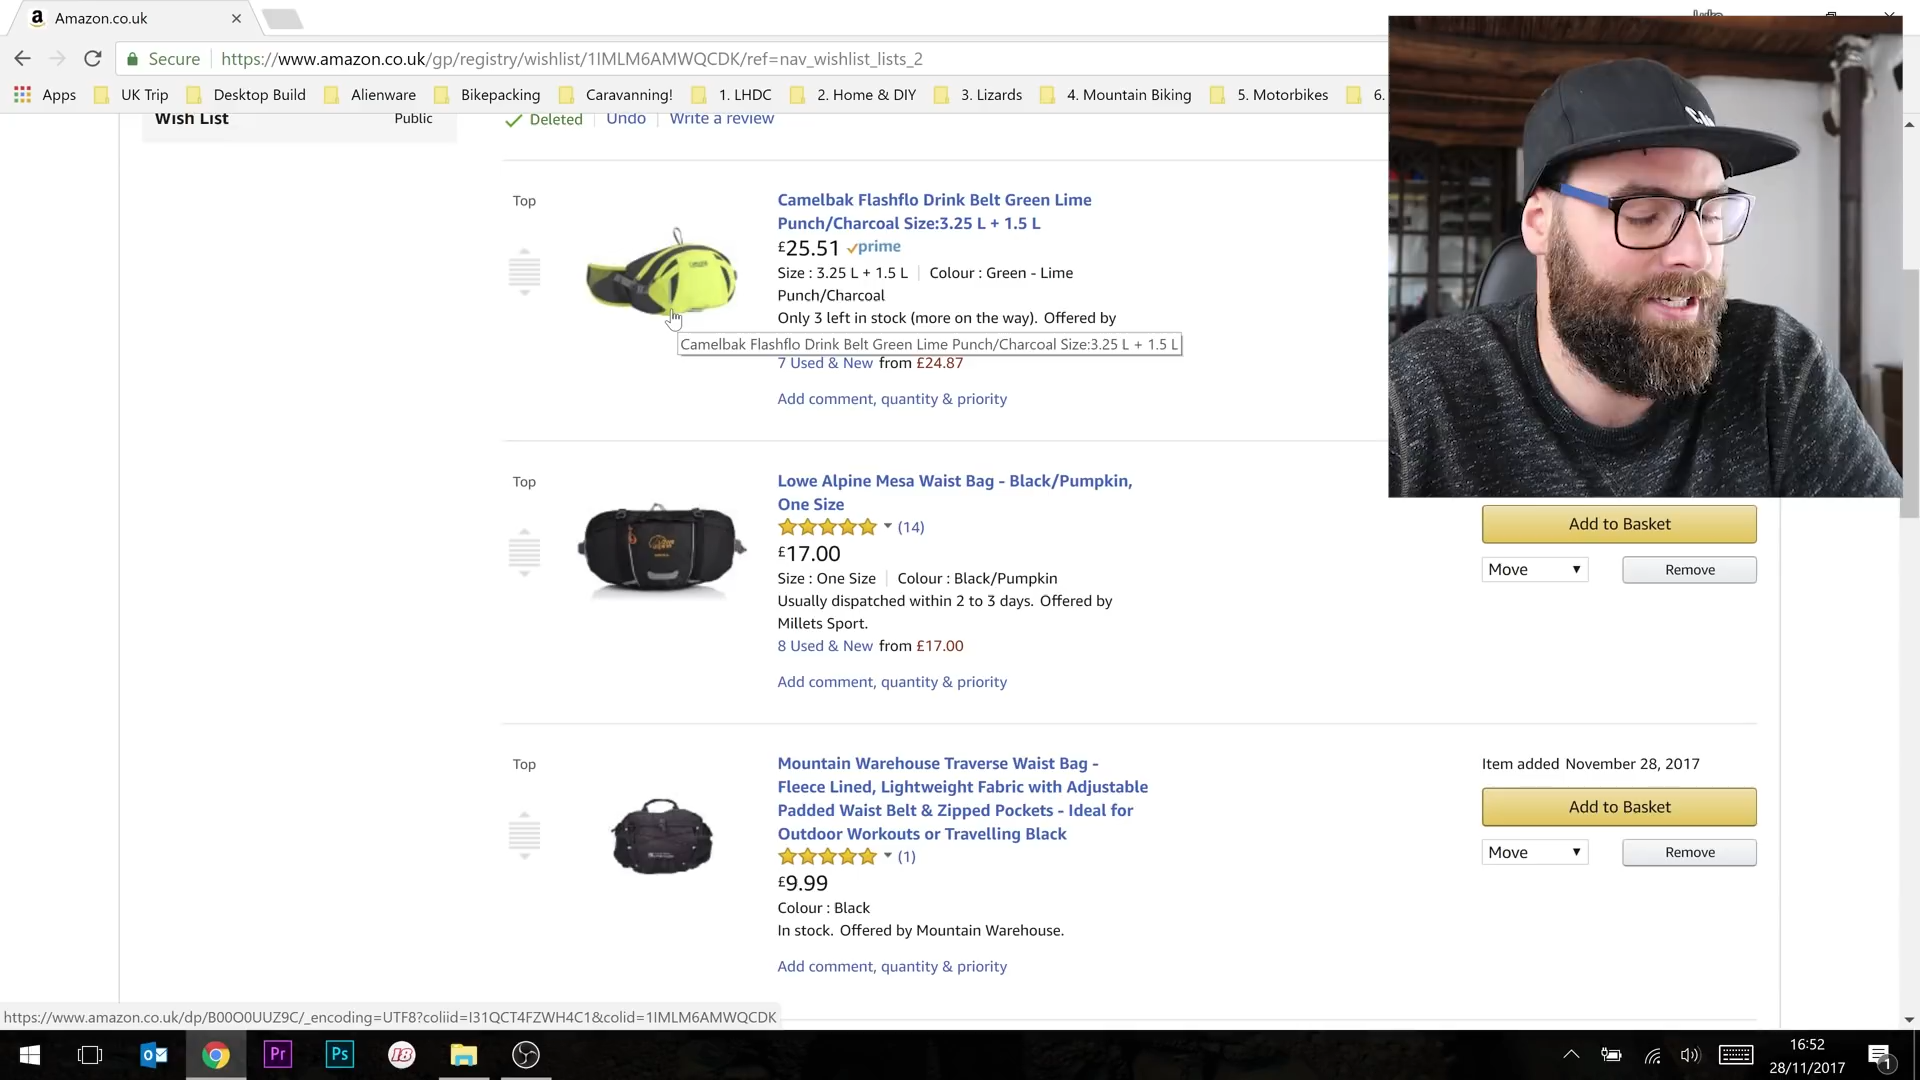 Amazon.co.uk
Secure https://www.amazon.co.uk/gp/registry/wishlist/1IMLM6AMWQCDK/ref=nav_wishlist_lists_2
Apps UK Trip Desktop Build Alienware Bikepacking Caravanning! 1. LHDC 2. Home & DIY 3. Lizards 4. Mountain Biking 5. Motorbikes 6.
Wish List Public
Deleted Undo Write a review
Top
Camelbak Flashflo Drink Belt Green Lime
Punch/Charcoal Size:3.25 L + 1.5 L
£25.51 prime
Size : 3.25 L + 1.5 L Colour : Green - Lime
Punch/Charcoal
Only 3 left in stock (more on the way). Offered by
Camelbak Flashflo Drink Belt Green Lime Punch/Charcoal Size:3.25 L + 1.5 L
7 Used & New from £24.87
Add comment, quantity & priority
Top
Lowe Alpine Mesa Waist Bag - Black/Pumpkin,
One Size
(14)
£17.00
Size : One Size Colour : Black/Pumpkin
Usually dispatched within 2 to 3 days. Offered by
Millets Sport.
8 Used & New from £17.00
Add comment, quantity & priority
Add to Basket
Move Remove
Top
Mountain Warehouse Traverse Waist Bag -
Fleece Lined, Lightweight Fabric with Adjustable
Padded Waist Belt & Zipped Pockets - Ideal for
Outdoor Workouts or Travelling Black
(1)
£9.99
Colour : Black
In stock. Offered by Mountain Warehouse.
Add comment, quantity & priority
Item added November 28, 2017
Add to Basket
Move Remove
https://www.amazon.co.uk/dp/B00O0UUZ9C/_encoding=UTF8?coliid=I31QCT4FZWH4C1&colid=1IMLM6AMWQCDK
Pr Ps 18
16:52
28/11/2017
1